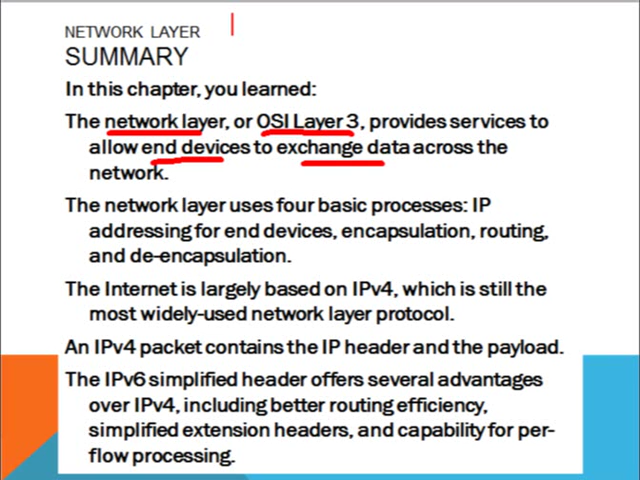 NETWORK LAYER
SUMMARY
In this chapter, you learned:
The network layer, or OSI Layer 3, provides services to
allow end devices to exchange data across the
network.
The network layer uses four basic processes: IP
addressing for end devices, encapsulation, routing,
and de-encapsulation.
The Internet is largely based on IPv4, which is still the
most widely-used network layer protocol.
An IPv4 packet contains the IP header and the payload.
The IPv6 simplified header offers several advantages
over IPv4, including better routing efficiency,
simplified extension headers, and capability for per-
flow processing.